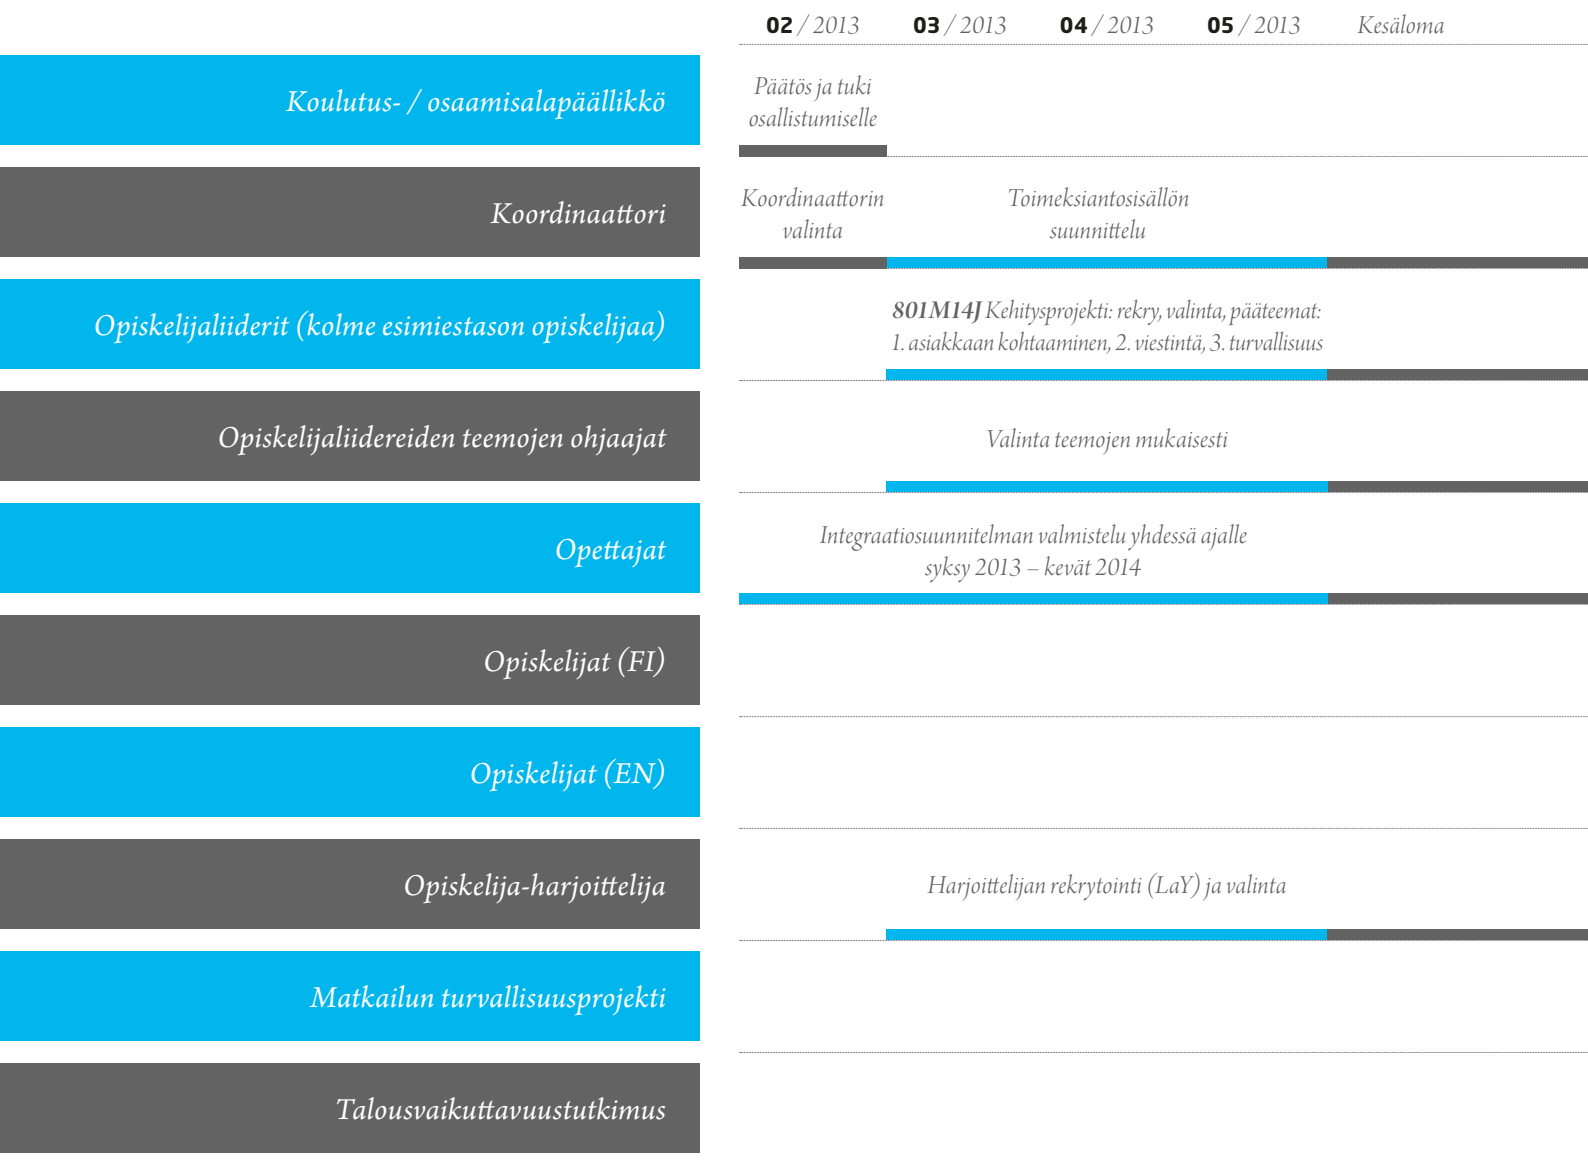 02 / 2013 03 / 2013 04 / 2013 05 / 2013 Kesäloma
Koulutus- / osaamisalapäällikkö
Päätös ja tuki
osallistumiselle
Koordinaattori
Koordinaattorin
valinta
Toimeksiantosisällön
suunnittelu
Opiskelijaliiderit (kolme esimiestason opiskelijaa)
801M14J Kehitysprojekti: rekry, valinta, pääteemat:
1. asiakkaan kohtaaminen, 2. viestintä, 3. turvallisuus
Opiskelijaliidereiden teemojen ohjaajat
Valinta teemojen mukaisesti
Opettajat
Integraatiosuunnitelman valmistelu yhdessä ajalle
syksy 2013 – kevät 2014
Opiskelijat (FI)
Opiskelijat (EN)
Opiskelija-harjoittelija
Harjoittelijan rekrytointi (LaY) ja valinta
Matkailun turvallisuusprojekti
Talousvaikuttavuustutkimus